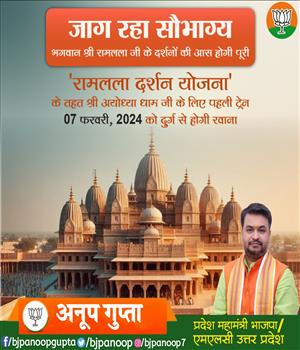 जाग रहा सौभाग्य
भगवान श्री रामलला जी के दर्शनों की आस होगी पूरी
'रामलला दर्शन योजना'
के तहत श्री अयोध्या धाम जी के लिए पहली ट्रेन
07 फरवरी, 2024 को दुर्ग से होगी रवाना
अनूप गुप्ता
प्रदेश महामंत्री भाजपा/
एमएलसी उत्तर प्रदेश
/bjpanoopgupta /bjpanoop /bjpanoop7